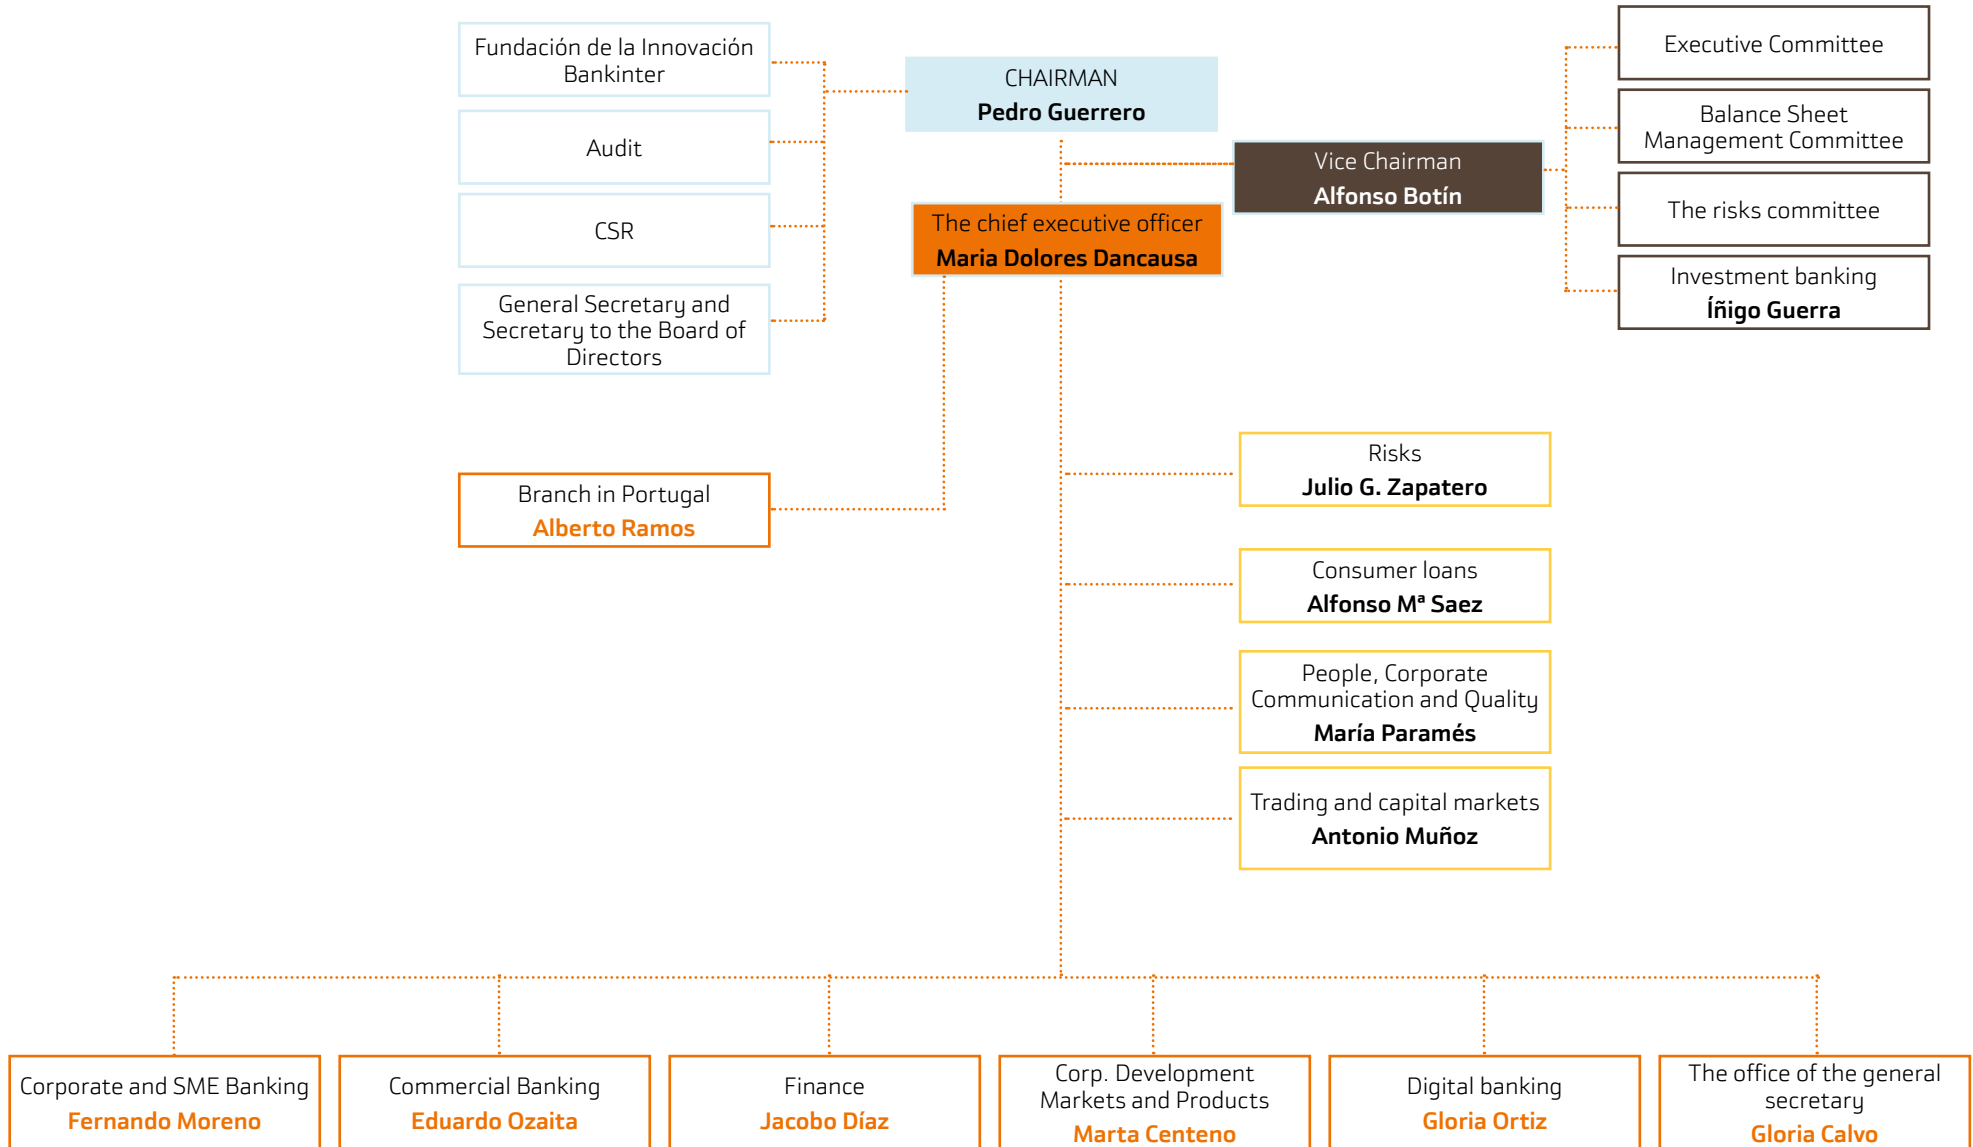 Fundación de la Innovación
Bankinter
Audit
CSR
General Secretary and
Secretary to the Board of
Directors
CHAIRMAN
Pedro Guerrero
Vice Chairman
Alfonso Botín
The chief executive officer
Maria Dolores Dancausa
Executive Committee
Balance Sheet
Management Committee
The risks committee
Investment banking
Íñigo Guerra
Branch in Portugal
Alberto Ramos
Risks
Julio G. Zapatero
Consumer loans
Alfonso Mª Saez
People, Corporate
Communication and Quality
María Paramés
Trading and capital markets
Antonio Muñoz
Corporate and SME Banking
Fernando Moreno
Commercial Banking
Eduardo Ozaita
Finance
Jacobo Díaz
Corp. Development
Markets and Products
Marta Centeno
Digital banking
Gloria Ortiz
The office of the general
secretary
Gloria Calvo